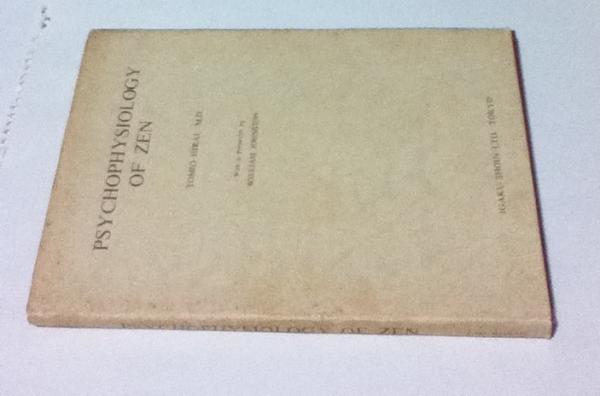 PSYCHOPHYSIOLOGY
OF ZEN
TOMIO HIRAI, M.D.
With a Foreword by
WILLIAM JOHNSTON
IGAKU SHOIN LTD. TOKYO
PSYCHOPHYSIOLOGY OF ZEN